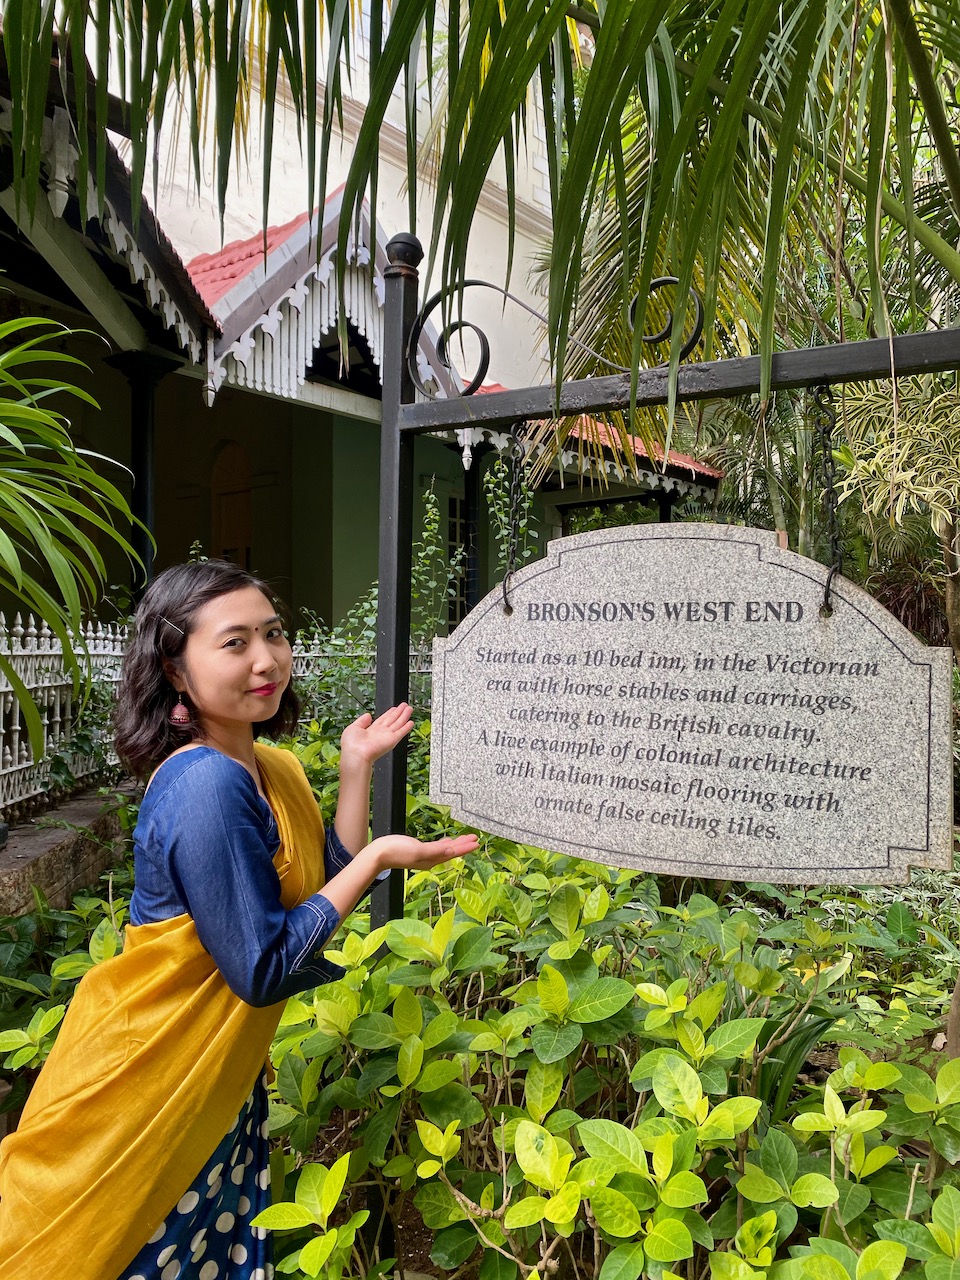 BRONSON'S WEST END
Started as a 10 bed inn, in the Victorian
era with horse stables and carriages,
catering to the British cavalry.
A live example of colonial architecture
with Italian mosaic flooring with
ornate false ceiling tiles.